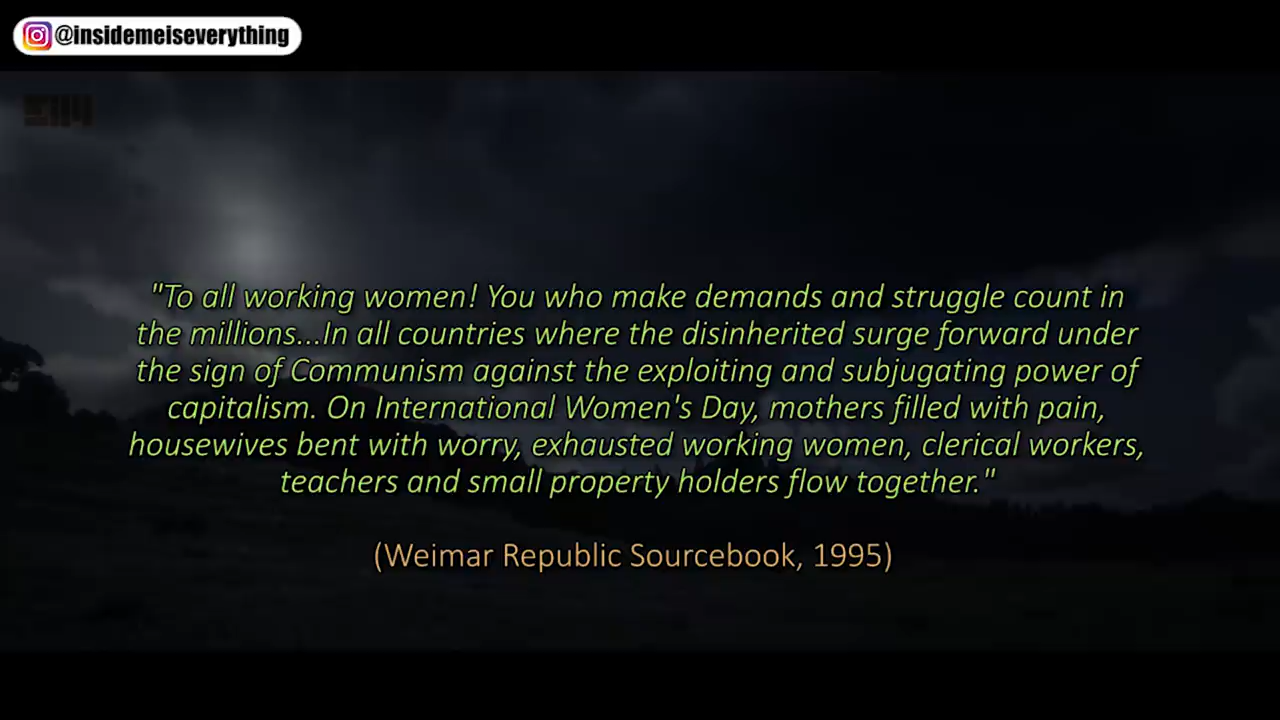 @insidemeiseverything
"To all working women! You who make demands and struggle count in
the millions...In all countries where the disinherited surge forward under
the sign of Communism against the exploiting and subjugating power of
capitalism. On International Women's Day, mothers filled with pain,
housewives bent with worry, exhausted working women, clerical workers,
teachers and small property holders flow together."
(Weimar Republic Sourcebook, 1995)